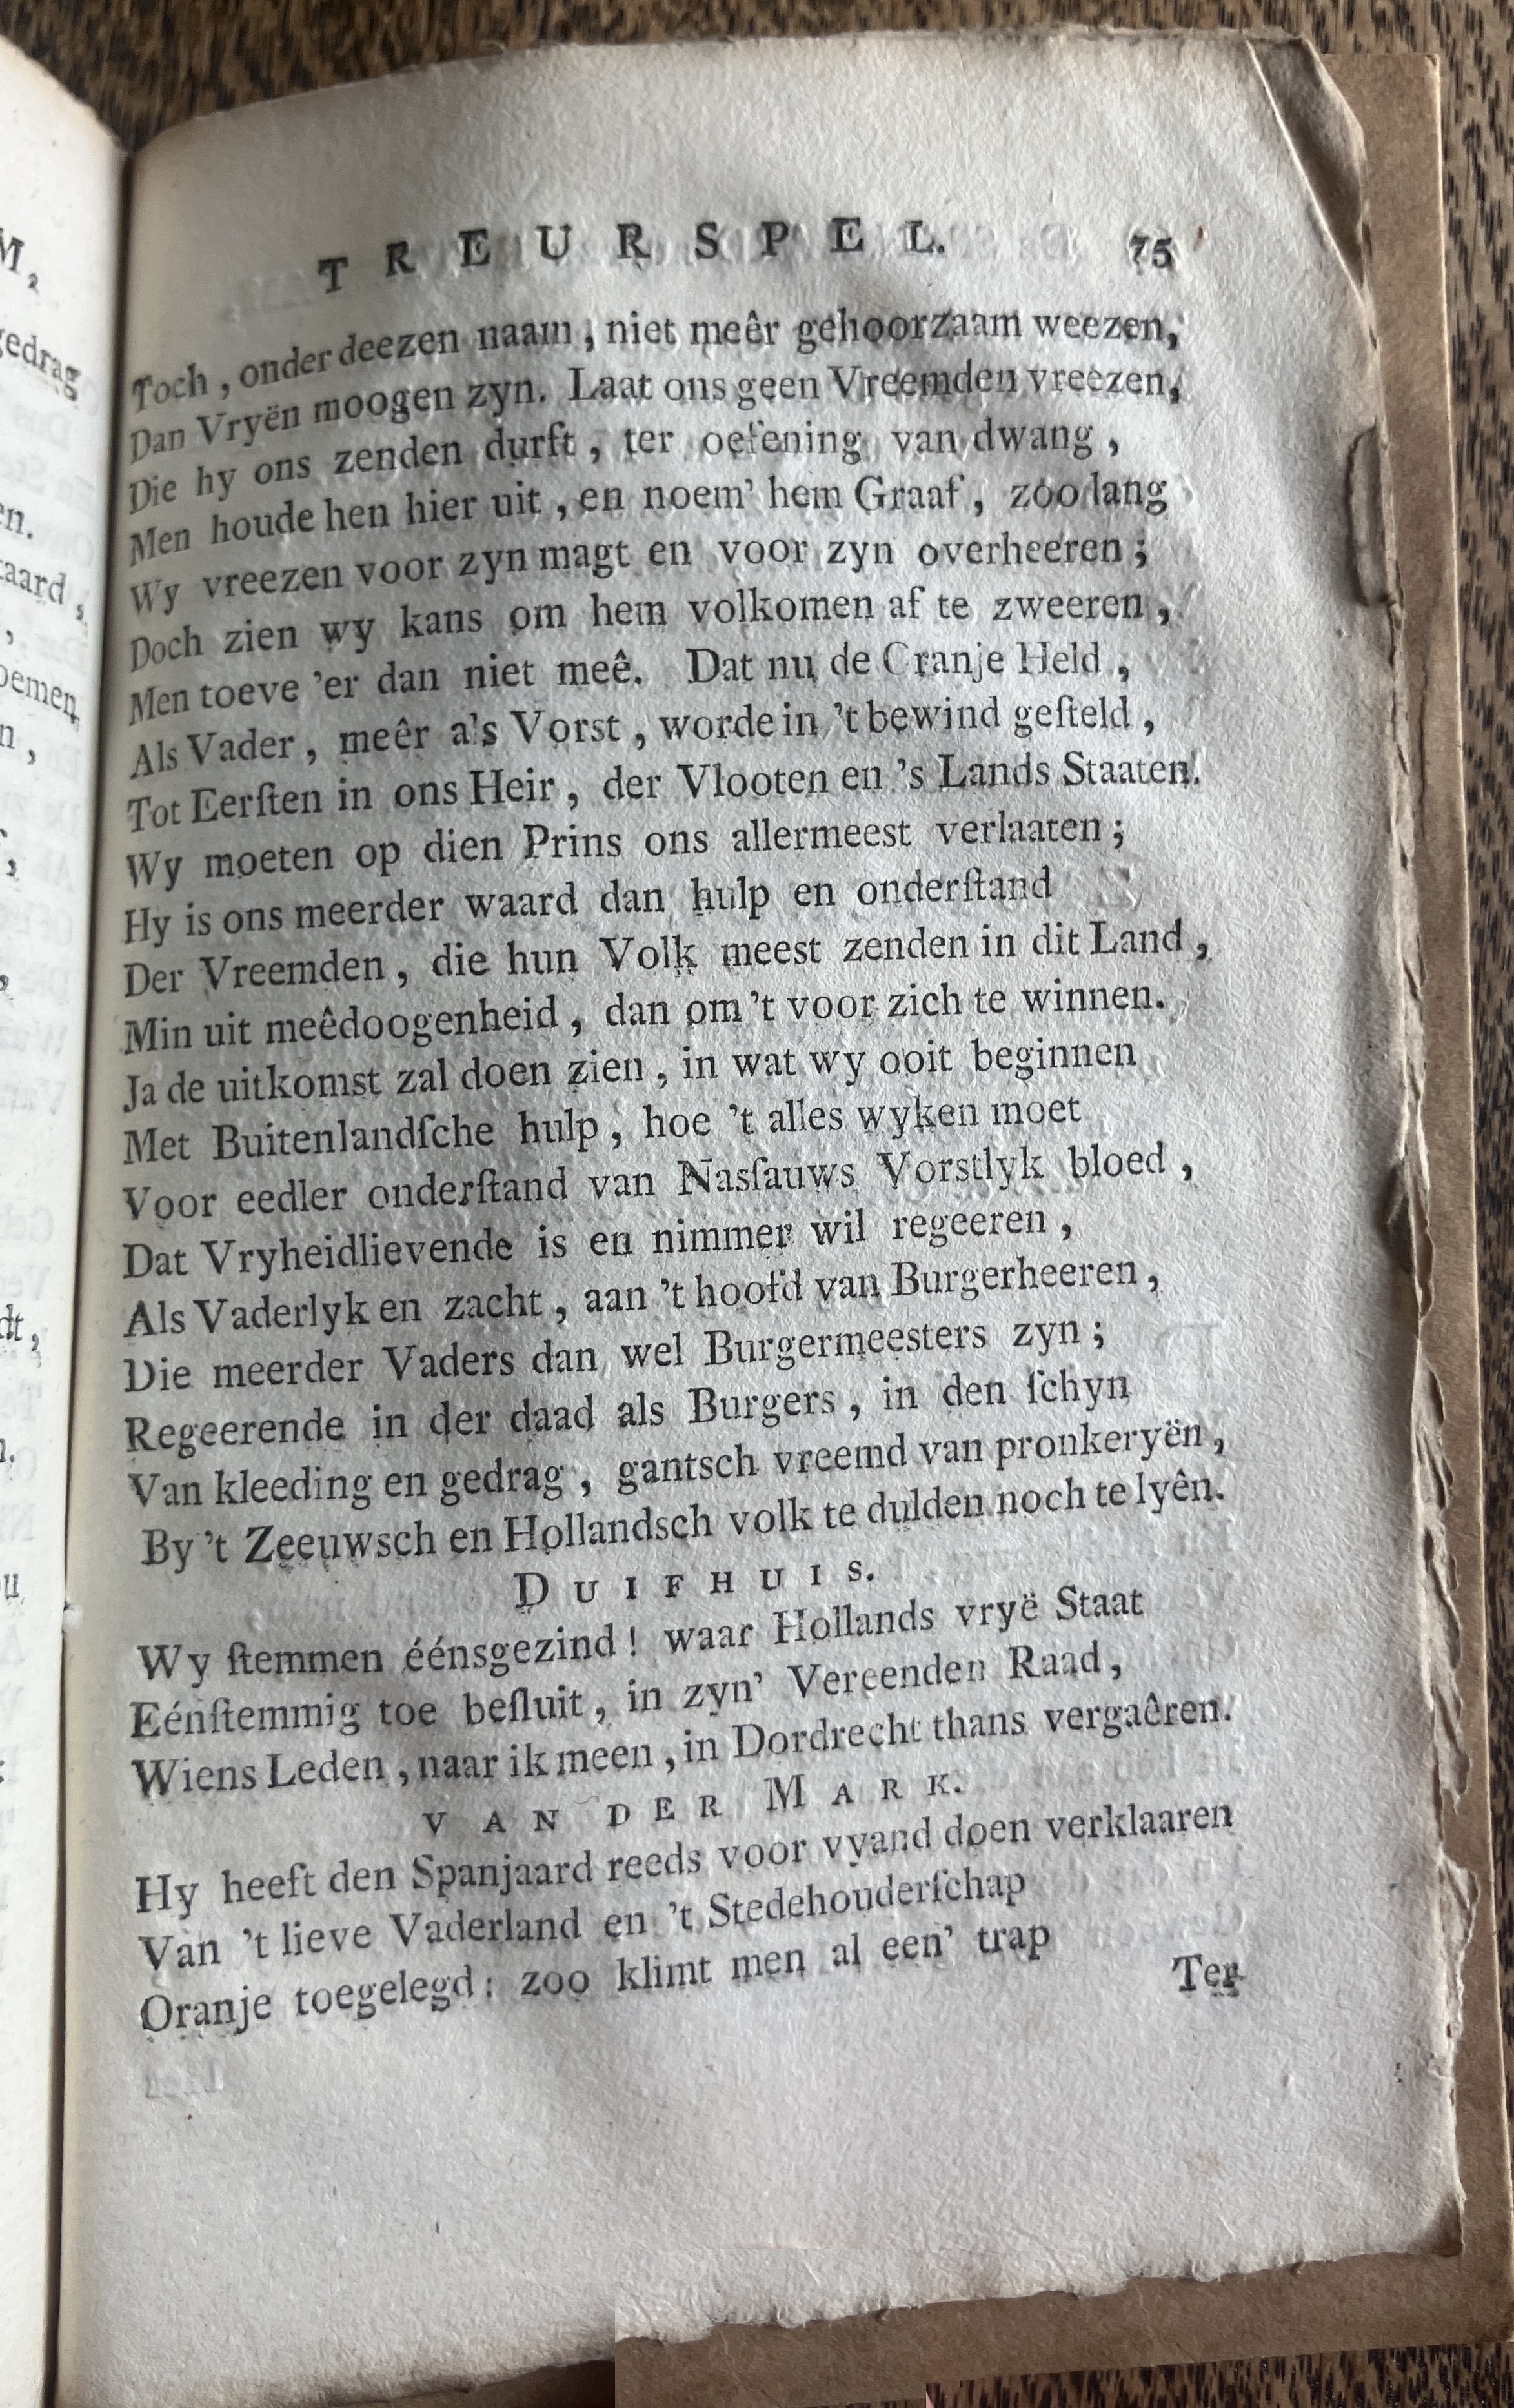 TREURSPEL. 75
Toch, onder deezen naam, niet meêr gehoorzaam weezen,
Dan Vryën moogen zyn. Laat ons geen Vreemden vreezen,
Die hy ons zenden durft, ter oefening van dwang,
Men houde hen hier uit, en noem' hem Graaf, zoo lang
Wy vreezen voor zyn magt en voor zyn overheeren;
Doch zien wy kans om hem volkomen af te zweeren,
Men toeve 'er dan niet meê. Dat nu de Oranje Held,
Als Vader, meêr als Vorst, worde in 't bewind geſteld,
Tot Eerſten in ons Heir, der Vlooten en 's Lands Staaten.
Wy moeten op dien Prins ons allermeest verlaaten;
Hy is ons meerder waard dan hulp en onderſtand
Der Vreemden, die hun Volk meest zenden in dit Land,
Min uit meêdoogenheid, dan om 't voor zich te winnen.
Ja de uitkomst zal doen zien, in wat wy ooit beginnen
Met Buitenlandſche hulp, hoe 't alles wyken moet
Voor eedler onderſtand van Nasſauws Vorstlyk bloed,
Dat Vryheidlievende is en nimmer wil regeeren,
Als Vaderlyk en zacht, aan 't hoofd van Burgerheeren,
Die meerder Vaders dan wel Burgermeesters zyn;
Regeerende in der daad als Burgers, in den ſchyn
Van kleeding en gedrag, gantsch vreemd van pronkeryën,
By 't Zeeuwsch en Hollandsch volk te dulden noch te lyên.
DUIFHUIS.
Wy ſtemmen éénsgezind! waar Hollands vryë Staat
Eénſtemmig toe beſluit, in zyn' Vereenden Raad,
Wiens Leden, naar ik meen, in Dordrecht thans vergaêren.
VAN DER MARK.
Hy heeft den Spanjaard reeds voor vyand doen verklaaren
Van 't lieve Vaderland en 't Stedehouderſchap
Oranje toegelegd: zoo klimt men al een' trap
Ter
M,
gedrag
en.
taard,
,
oemen
n,
,
,
dt,
n.
u